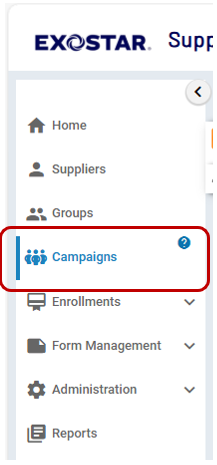 EXOSTAR. Supp
Home
Suppliers
Groups
Campaigns ?
Enrollments
Form Management
Administration
Reports